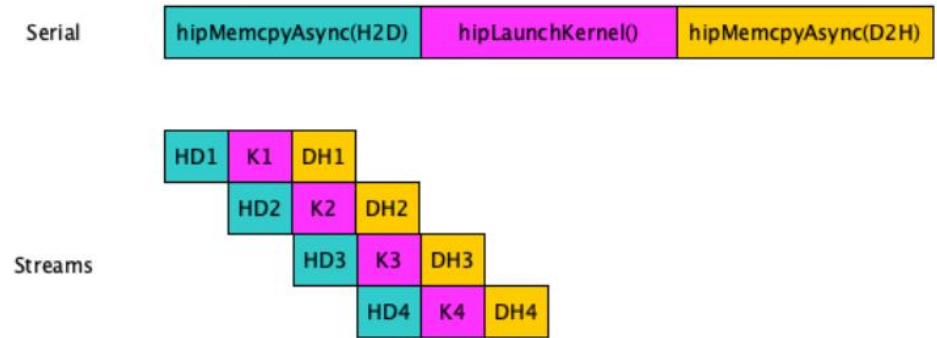 Serial hipMemcpyAsync(H2D) hipLaunchKernel() hipMemcpyAsync(D2H)
HD1 K1 DH1
HD2 K2 DH2
Streams
HD3 K3 DH3
HD4 K4 DH4